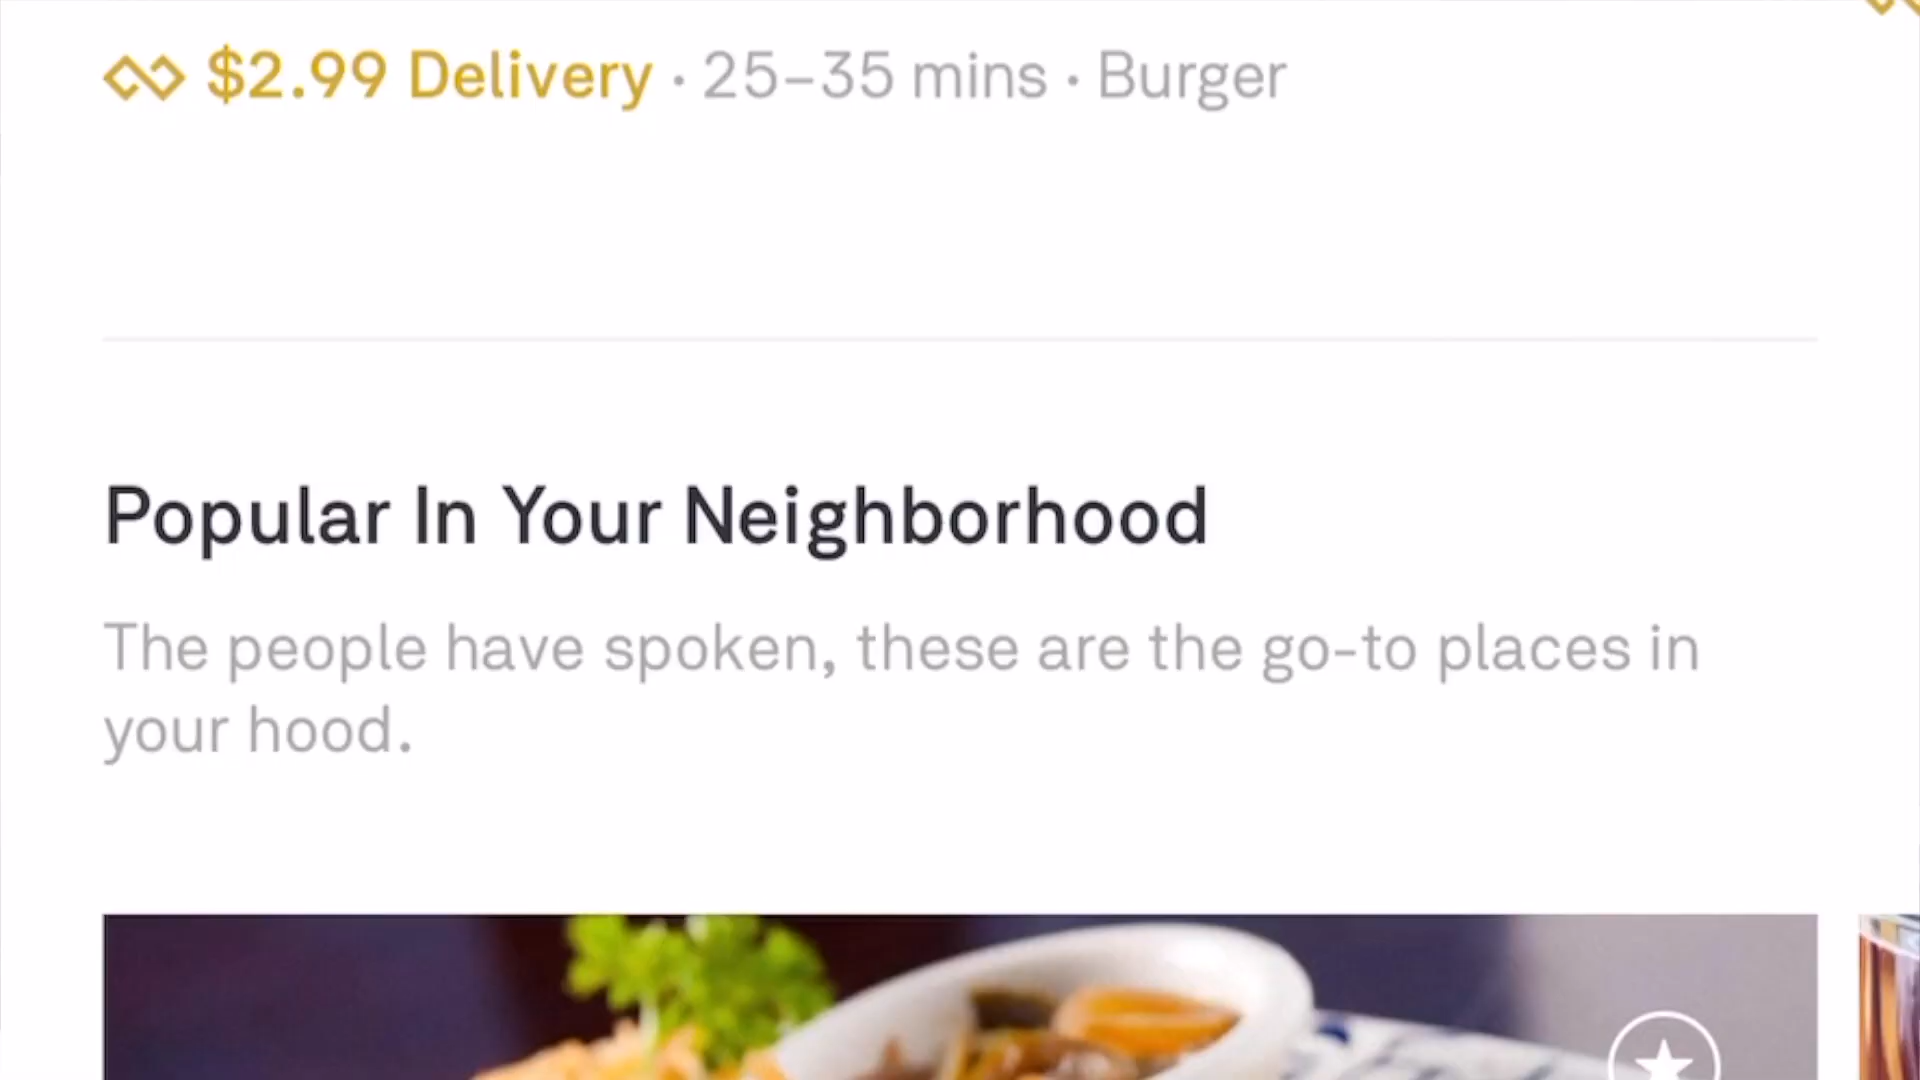 $2.99 Delivery · 25–35 mins · Burger
Popular In Your Neighborhood
The people have spoken, these are the go-to places in
your hood.